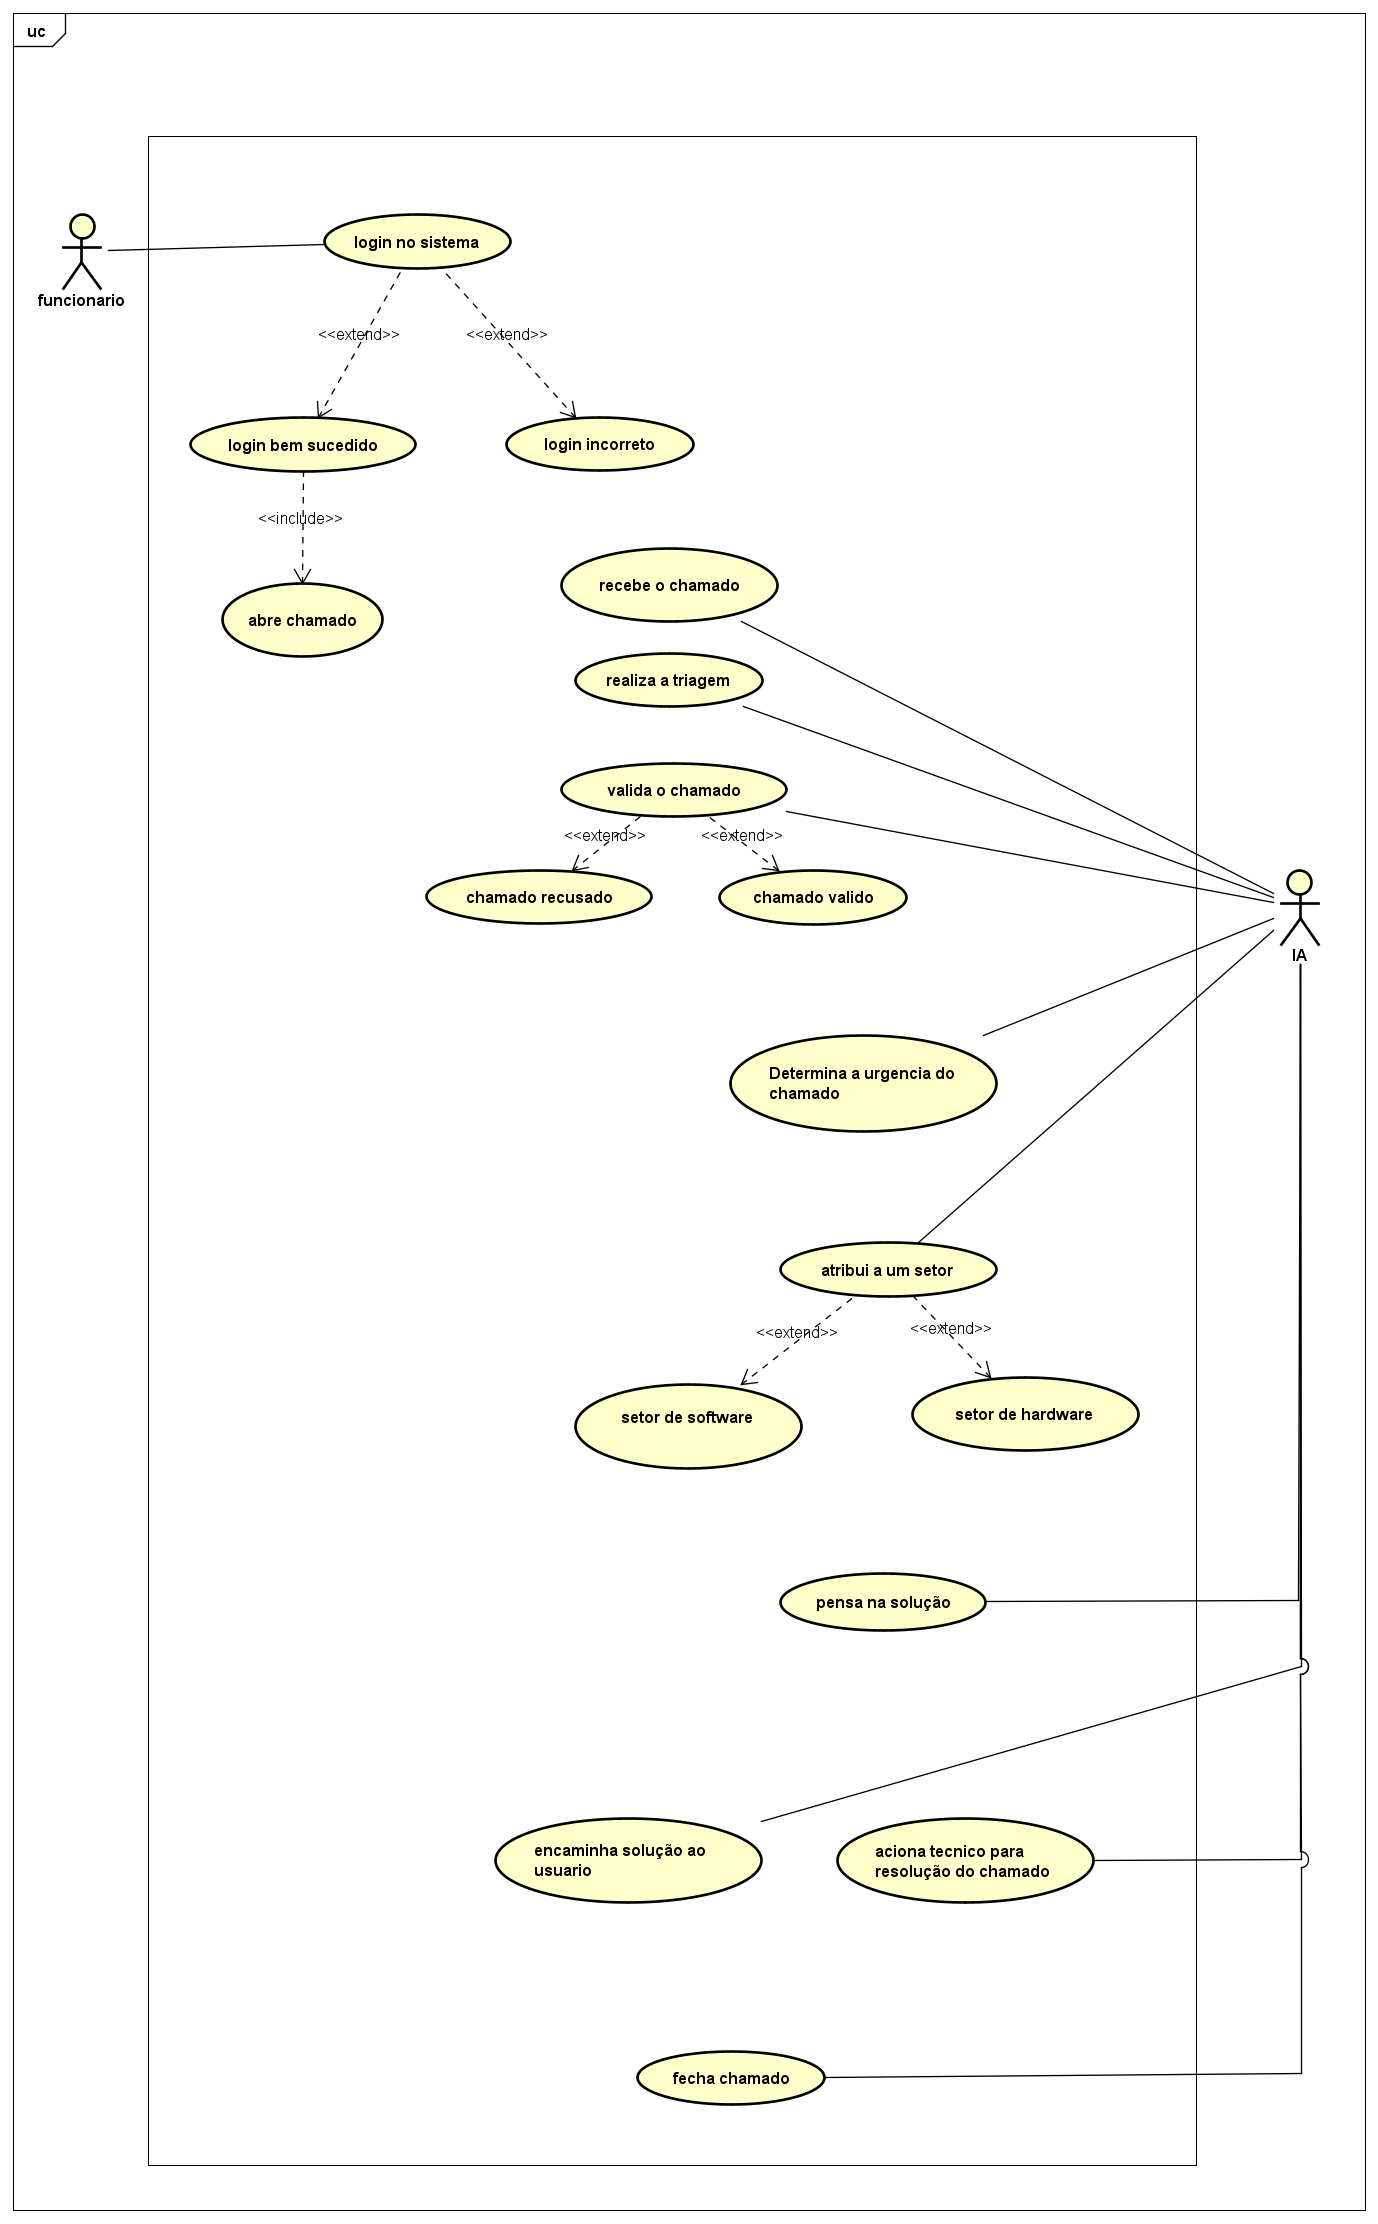 uc
login no sistema
funcionario
<<extend>>
<<extend>>
login bem sucedido
login incorreto
<<include>>
abre chamado
recebe o chamado
realiza a triagem
valida o chamado
<<extend>>
<<extend>>
chamado recusado
chamado valido
IA
Determina a urgencia do
chamado
atribui a um setor
<<extend>>
<<extend>>
setor de software
setor de hardware
pensa na solução
encaminha solução ao
usuario
aciona tecnico para
resolução do chamado
fecha chamado